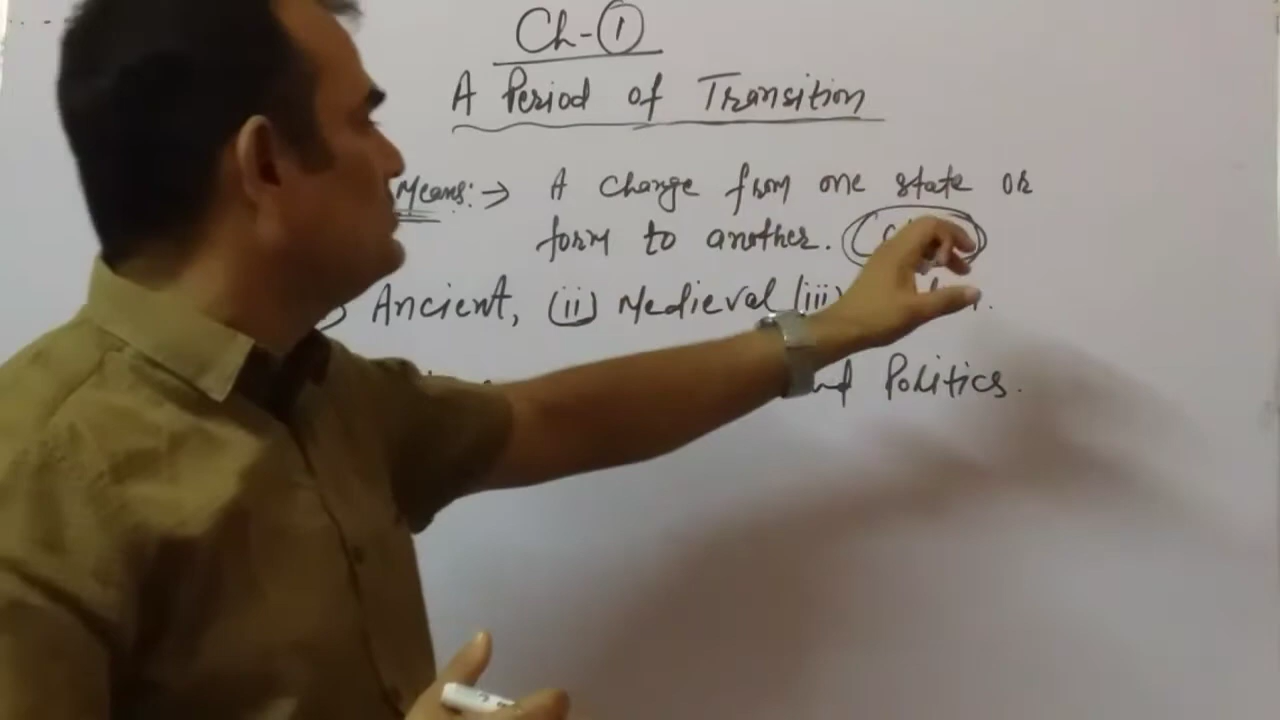 Ch-①
A Period of Transition
Means:→ A change from one state or
form to another.
Ancient, (ii) Medieval (iii)
Politics.